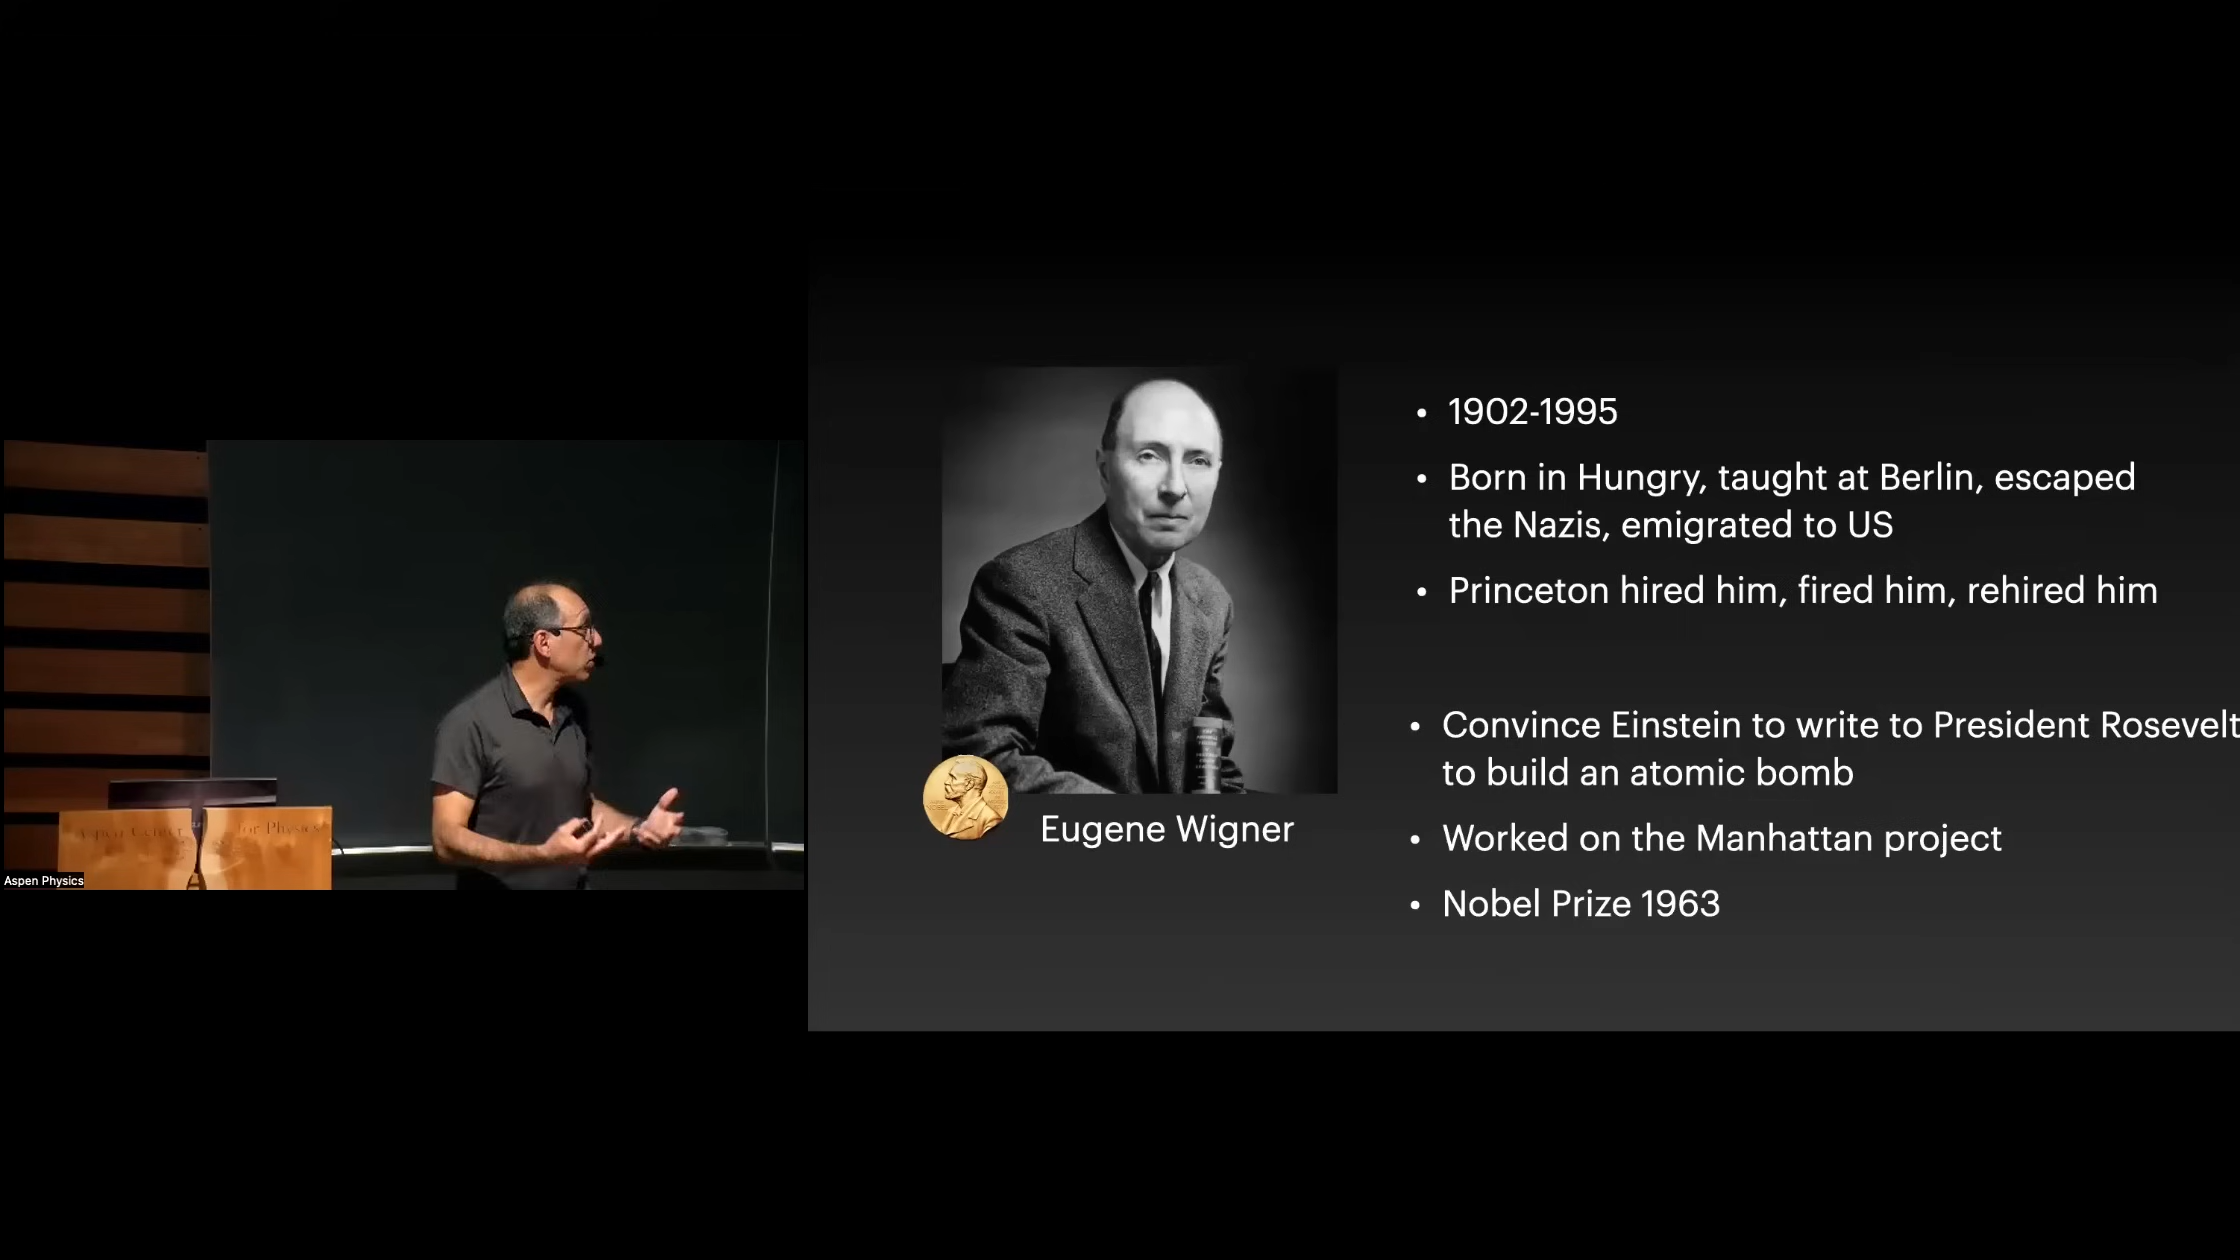 • 1902-1995
• Born in Hungry, taught at Berlin, escaped
the Nazis, emigrated to US
• Princeton hired him, fired him, rehired him
• Convince Einstein to write to President Rosevelt
to build an atomic bomb
• Worked on the Manhattan project
• Nobel Prize 1963
Eugene Wigner
Aspen Center for Physics
Aspen Physics